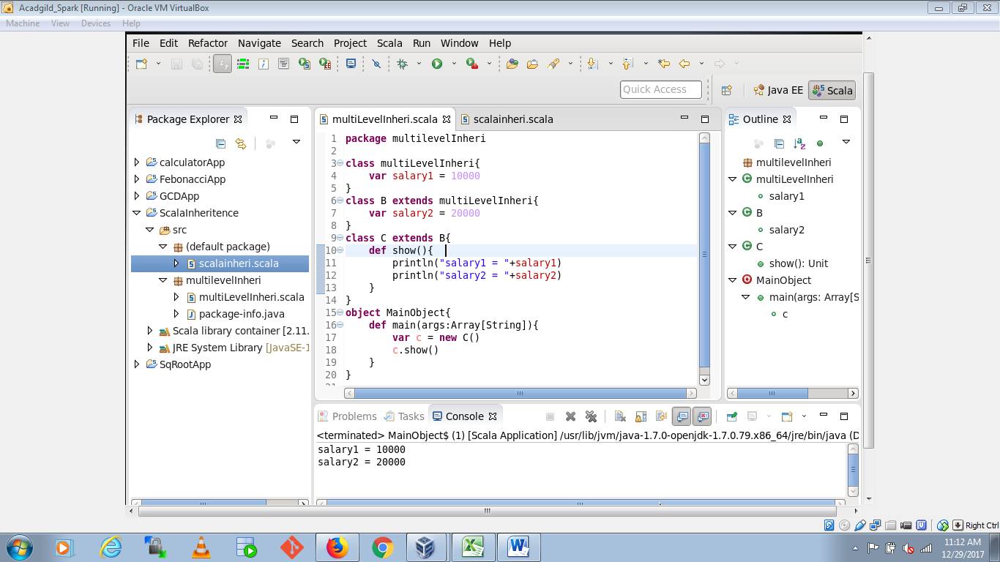 Acadgild_Spark [Running] - Oracle VM VirtualBox
Machine View Devices Help
File Edit Refactor Navigate Search Project Scala Run Window Help
Quick Access
Java EE
Scala
Package Explorer
calculatorApp
FebonacciApp
GCDApp
ScalaInheritence
src
(default package)
scalainheri.scala
multilevelInheri
multiLevelInheri.scala
package-info.java
Scala library container [2.11.
JRE System Library [JavaSE-1
SqRootApp
multiLevelInheri.scala
scalainheri.scala
1 package multilevelInheri
2
3 class multiLevelInheri{
4 var salary1 = 10000
5 }
6 class B extends multiLevelInheri{
7 var salary2 = 20000
8 }
9 class C extends B{
10 def show(){
11 println("salary1 = "+salary1)
12 println("salary2 = "+salary2)
13 }
14 }
15 object MainObject{
16 def main(args:Array[String]){
17 var c = new C()
18 c.show()
19 }
20 }
21
Outline
multilevelInheri
multiLevelInheri
salary1
B
salary2
C
show(): Unit
MainObject
main(args: Array[S
c
Problems Tasks Console
<terminated> MainObject$ (1) [Scala Application] /usr/lib/jvm/java-1.7.0-openjdk-1.7.0.79.x86_64/jre/bin/java (D
salary1 = 10000
salary2 = 20000
Right Ctrl
11:12 AM
12/29/2017